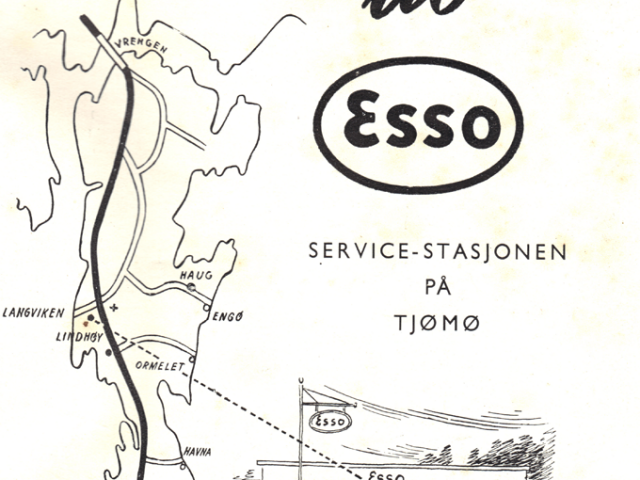 VRENGEN
Esso
SERVICE-STASJONEN
PÅ
TJØMØ
HAUG
LANGVIKEN
ENGØ
LINDHØY
ORMELET
Esso
HAVNA
ESSO